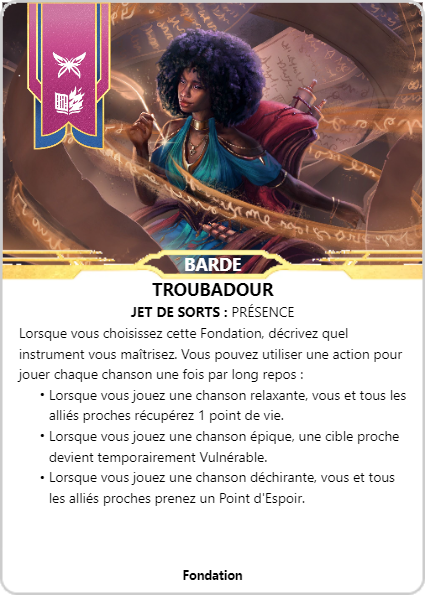 BARDE
TROUBADOUR
JET DE SORTS : PRÉSENCE
Lorsque vous choisissez cette Fondation, décrivez quel
instrument vous maîtrisez. Vous pouvez utiliser une action pour
jouer chaque chanson une fois par long repos :
• Lorsque vous jouez une chanson relaxante, vous et tous les
alliés proches récupérez 1 point de vie.
• Lorsque vous jouez une chanson épique, une cible proche
devient temporairement Vulnérable.
• Lorsque vous jouez une chanson déchirante, vous et tous
les alliés proches prenez un Point d'Espoir.
Fondation